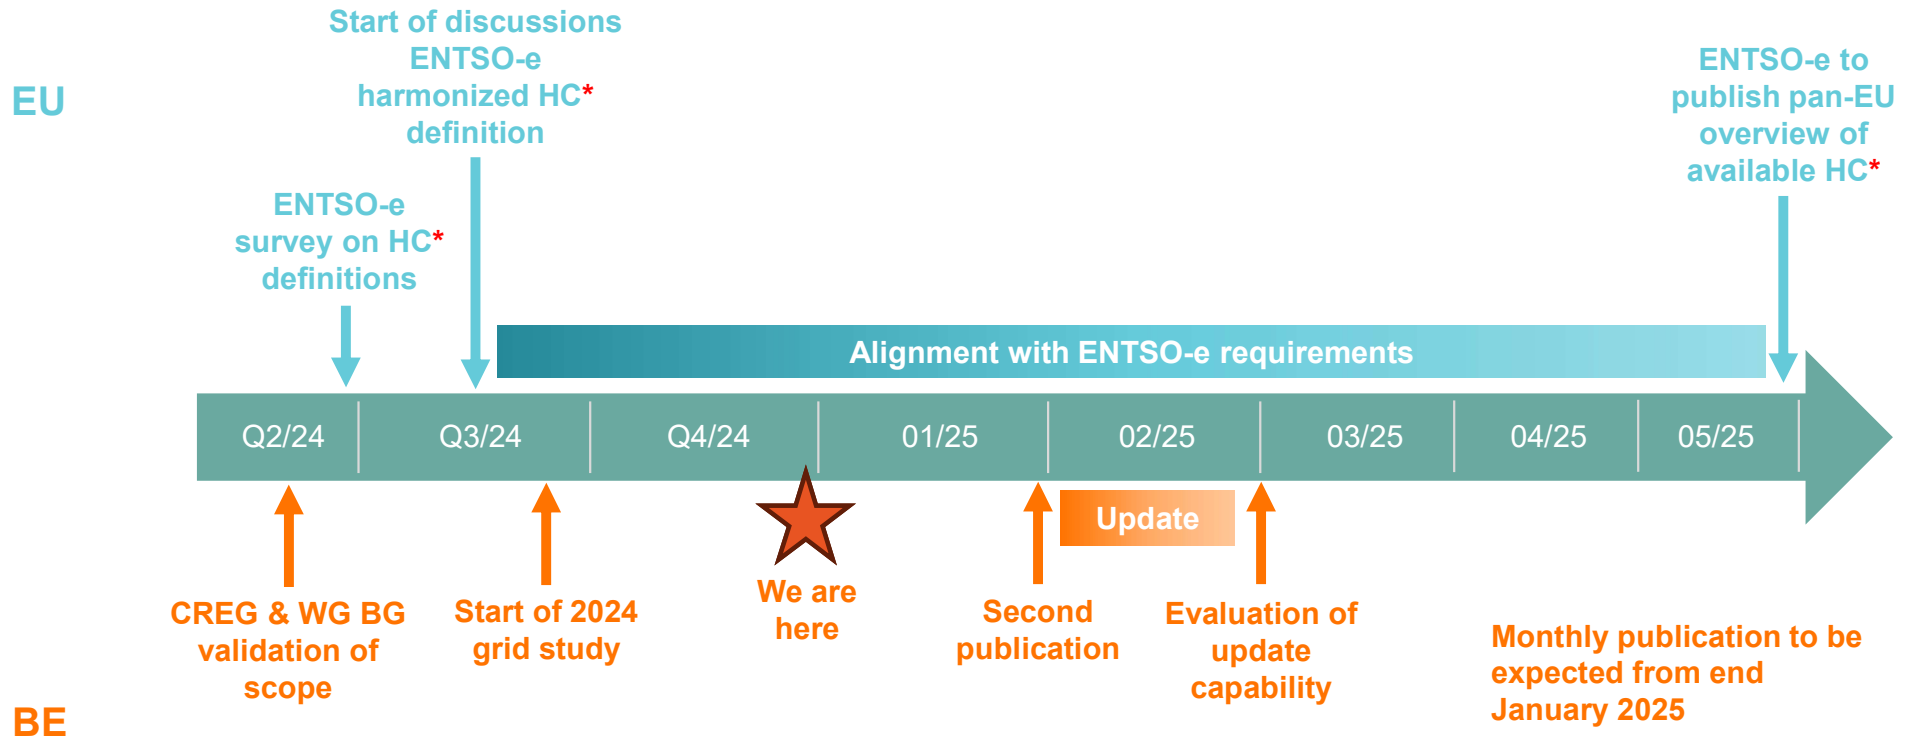 EU
Start of discussions
ENTSO-e
harmonized HC*
definition
ENTSO-e
survey on HC*
definitions
ENTSO-e to
publish pan-EU
overview of
available HC*
Alignment with ENTSO-e requirements
Q2/24
Q3/24
Q4/24
01/25
02/25
03/25
04/25
05/25
Update
CREG & WG BG
validation of
scope
Start of 2024
grid study
We are
here
Second
publication
Evaluation of
update
capability
Monthly publication to be
expected from end
January 2025
BE